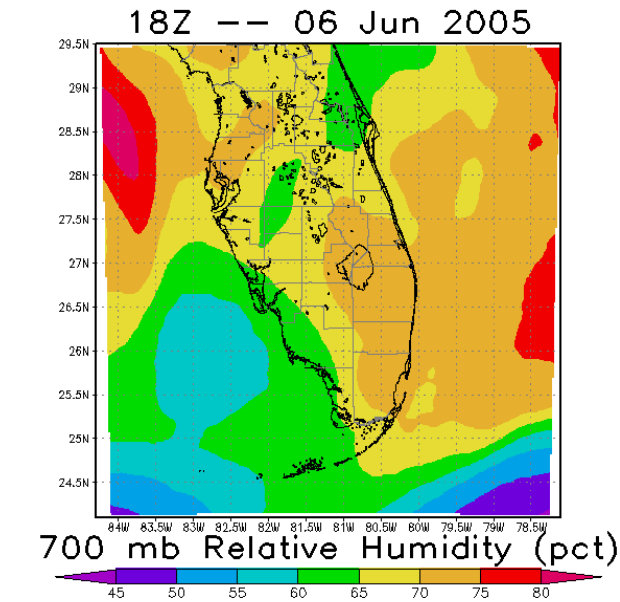 18Z -- 06 Jun 2005
29.5N
29N
28.5N
28N
27.5N
27N
26.5N
26N
25.5N
25N
24.5N
84W 83.5W 83W 82.5W 82W 81.5W 81W 80.5W 80W 79.5W 79W 78.5W
700 mb Relative Humidity (pct)
45 50 55 60 65 70 75 80